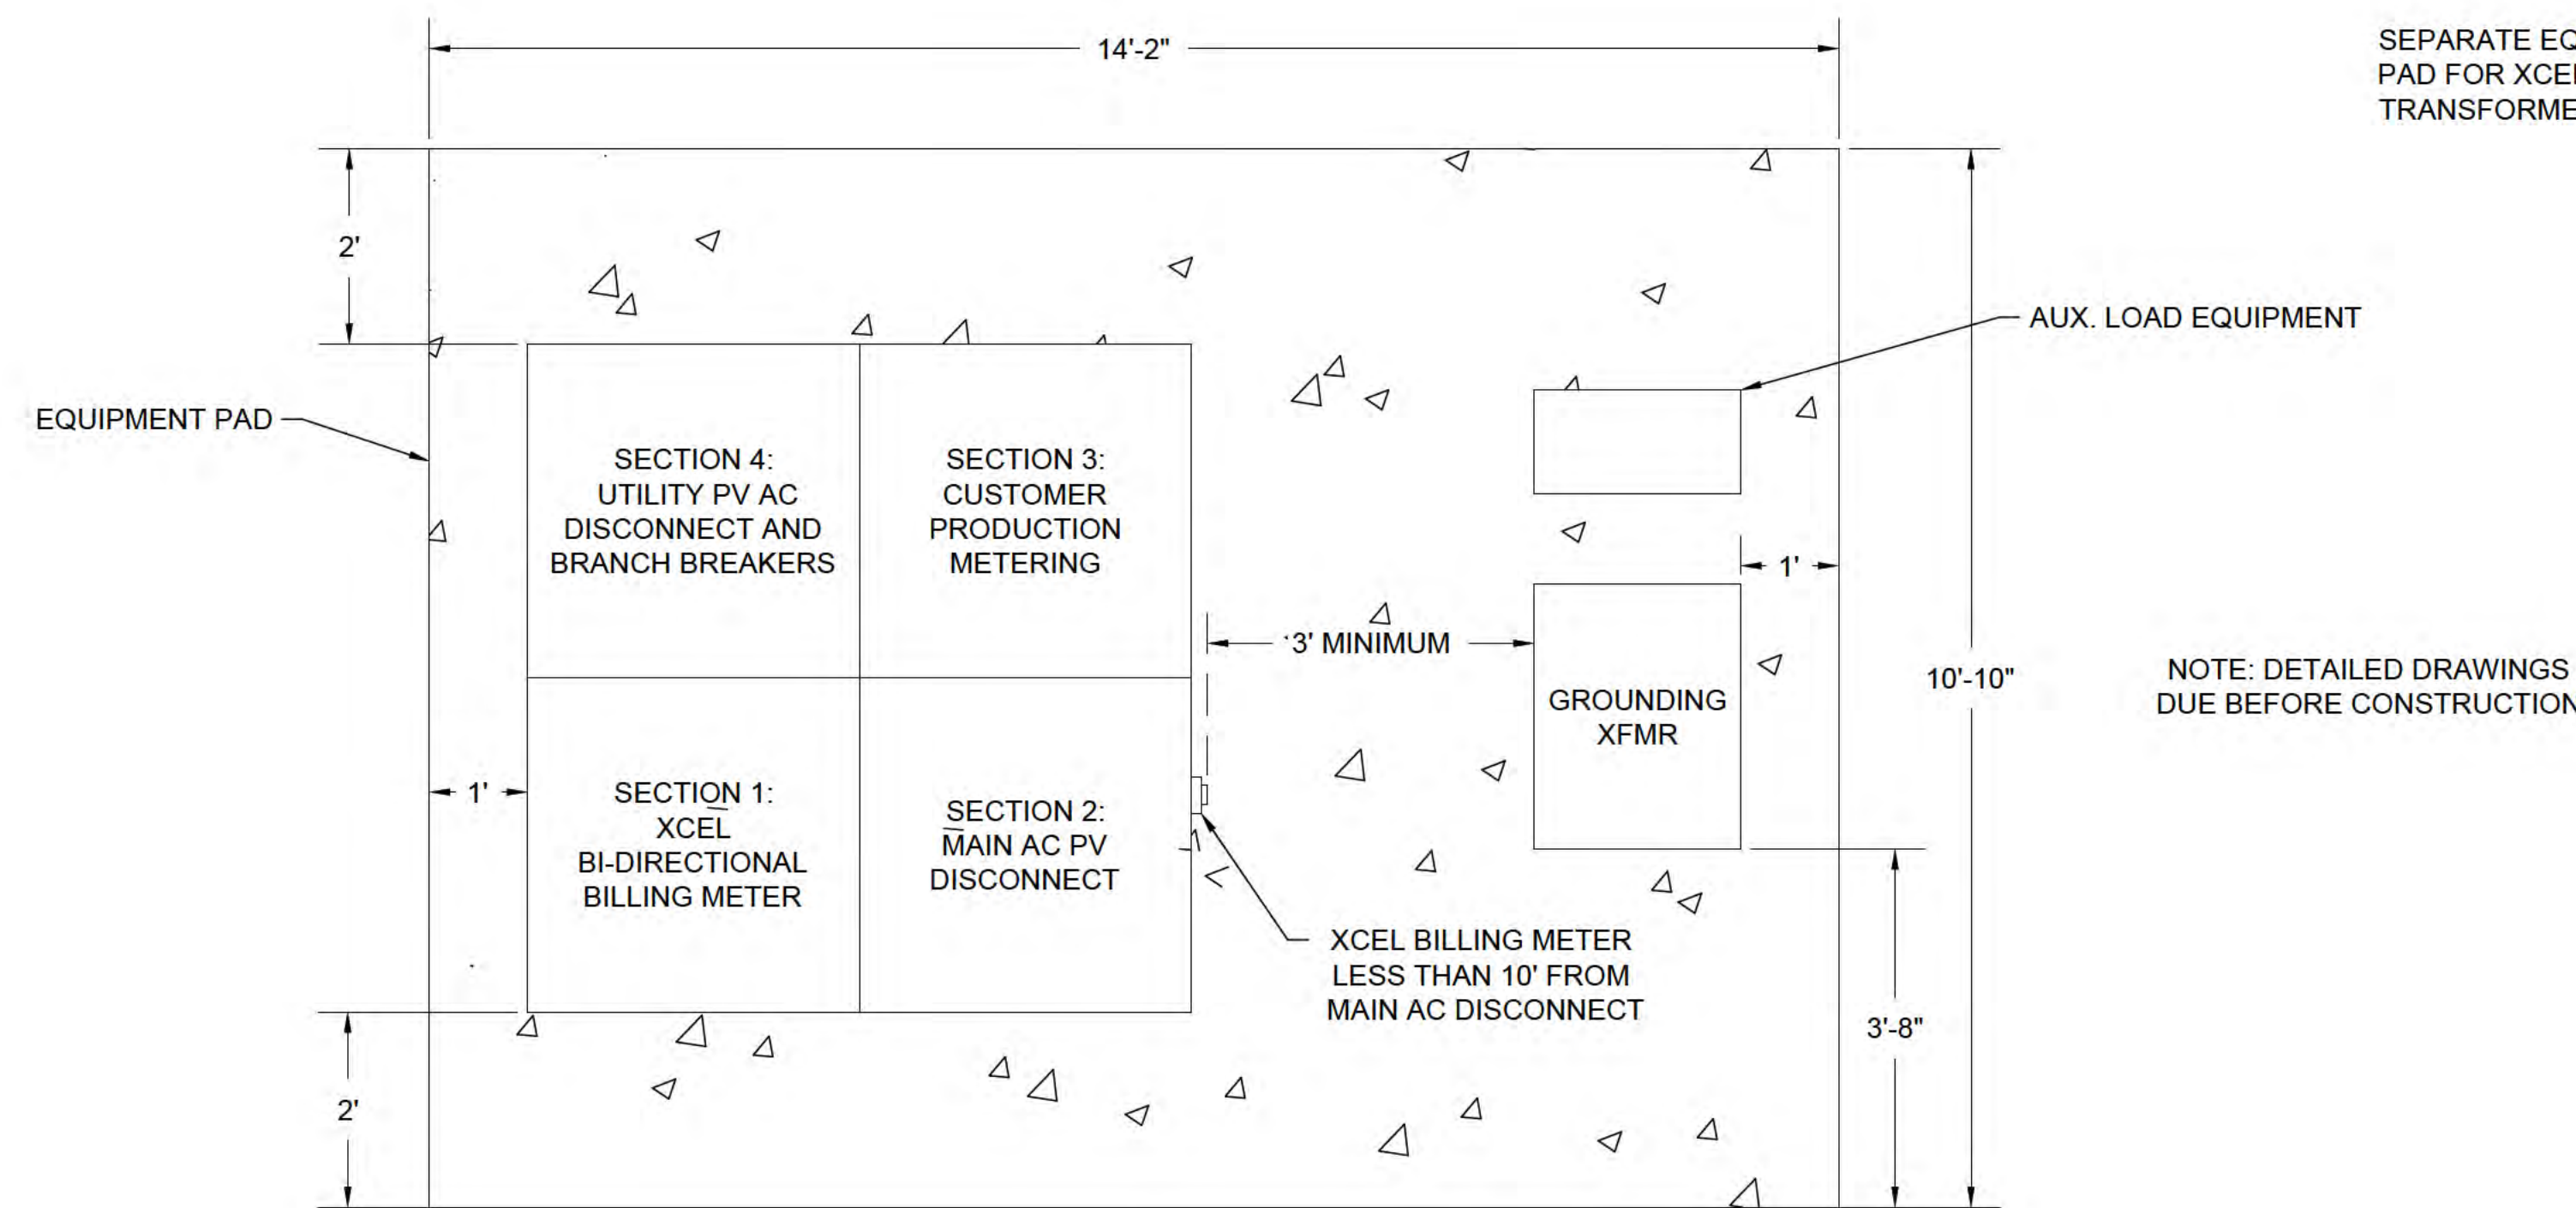 14'-2"
SEPARATE EQ
PAD FOR XCEL
TRANSFORME
2'
AUX. LOAD EQUIPMENT
EQUIPMENT PAD
SECTION 4:
UTILITY PV AC
DISCONNECT AND
BRANCH BREAKERS
SECTION 3:
CUSTOMER
PRODUCTION
METERING
1'
3' MINIMUM
10'-10"
NOTE: DETAILED DRAWINGS
DUE BEFORE CONSTRUCTION
GROUNDING
XFMR
1'
SECTION 1:
XCEL
BI-DIRECTIONAL
BILLING METER
SECTION 2:
MAIN AC PV
DISCONNECT
XCEL BILLING METER
LESS THAN 10' FROM
MAIN AC DISCONNECT
3'-8"
2'